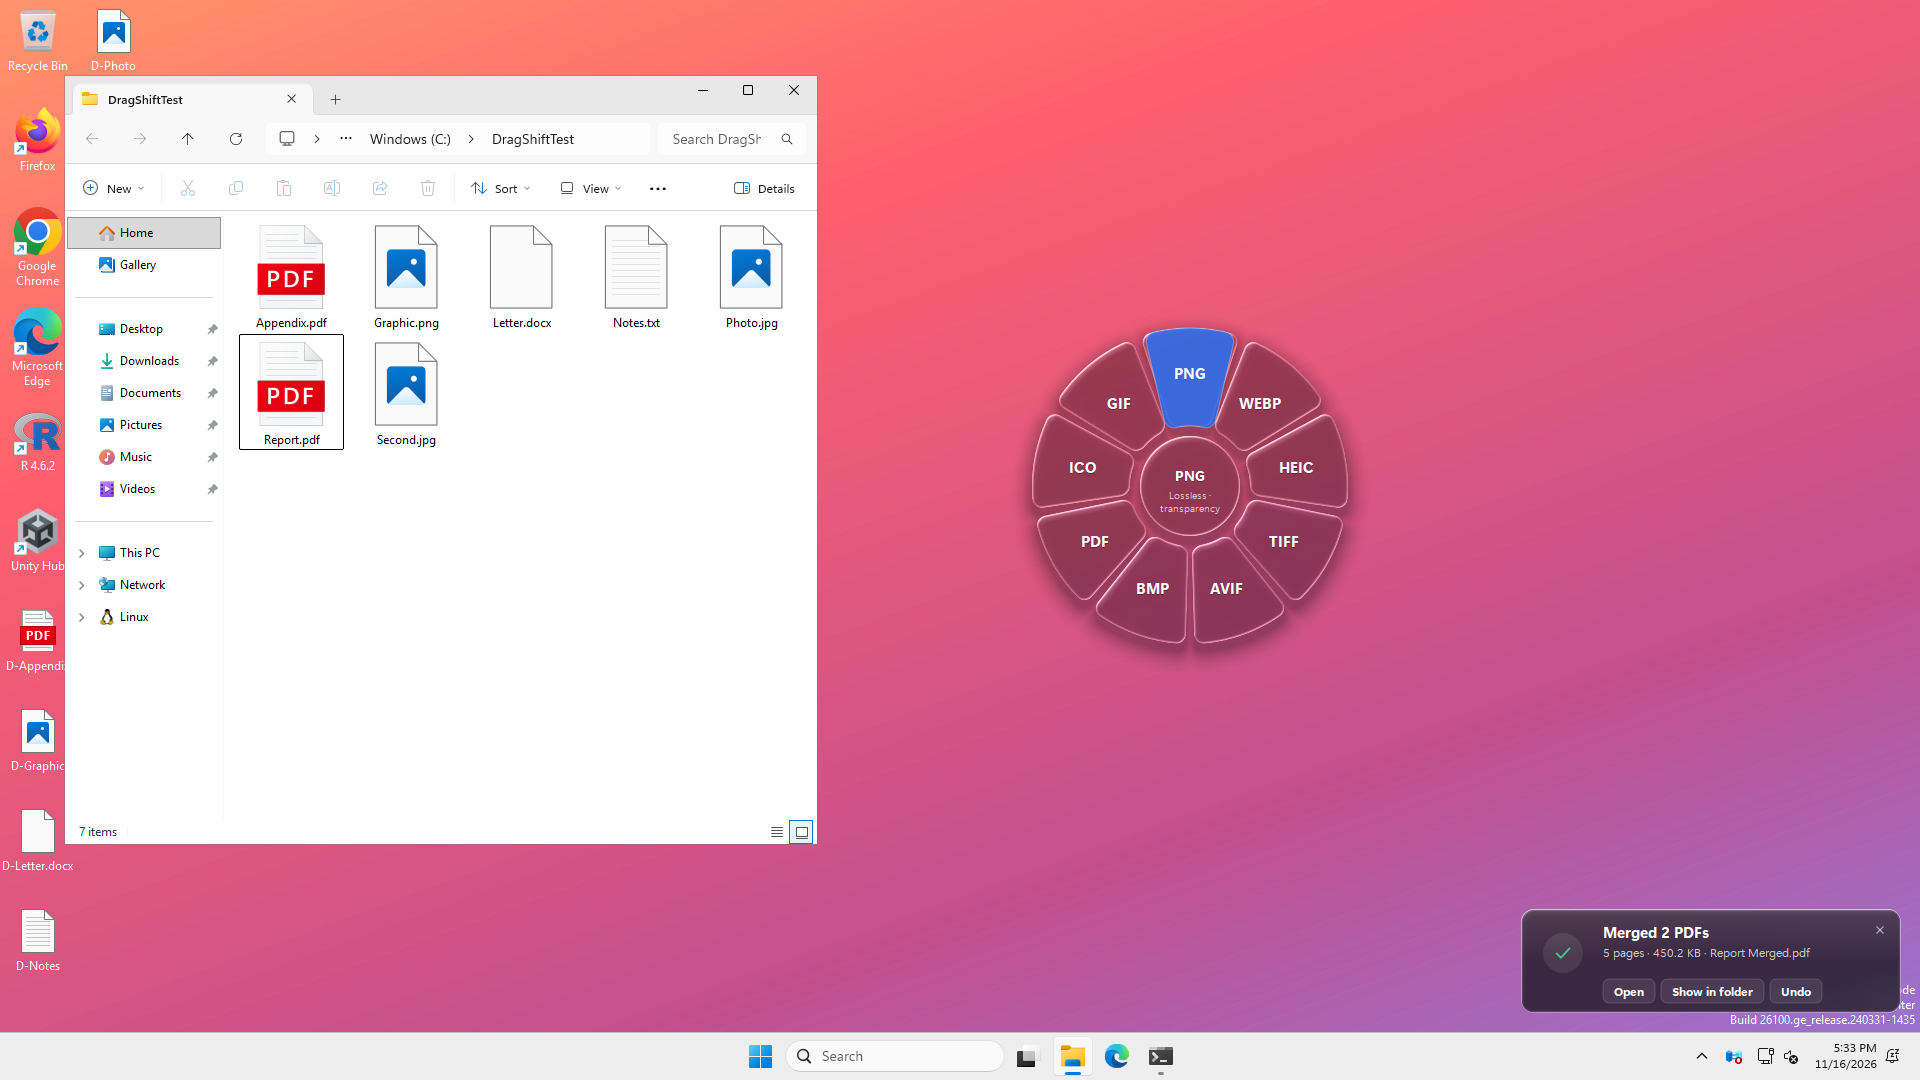 Recycle Bin
D-Photo
Firefox
Google
Chrome
Microsoft
Edge
R 4.6.2
Unity Hub
PDF
D-Appendix
D-Graphic
D-Letter.docx
D-Notes
DragShiftTest
Windows (C:)
DragShiftTest
Search DragSh
New
Sort
View
Details
Home
Gallery
Desktop
Downloads
Documents
Pictures
Music
Videos
This PC
Network
Linux
PDF
Appendix.pdf
Graphic.png
Letter.docx
Notes.txt
Photo.jpg
PDF
Report.pdf
Second.jpg
7 items
PNG
GIF
WEBP
ICO
HEIC
PNG
Lossless ·
transparency
PDF
TIFF
BMP
AVIF
Merged 2 PDFs
5 pages · 450.2 KB · Report Merged.pdf
Open
Show in folder
Undo
Build 26100.ge_release.240331-1435
Search
5:33 PM
11/16/2026